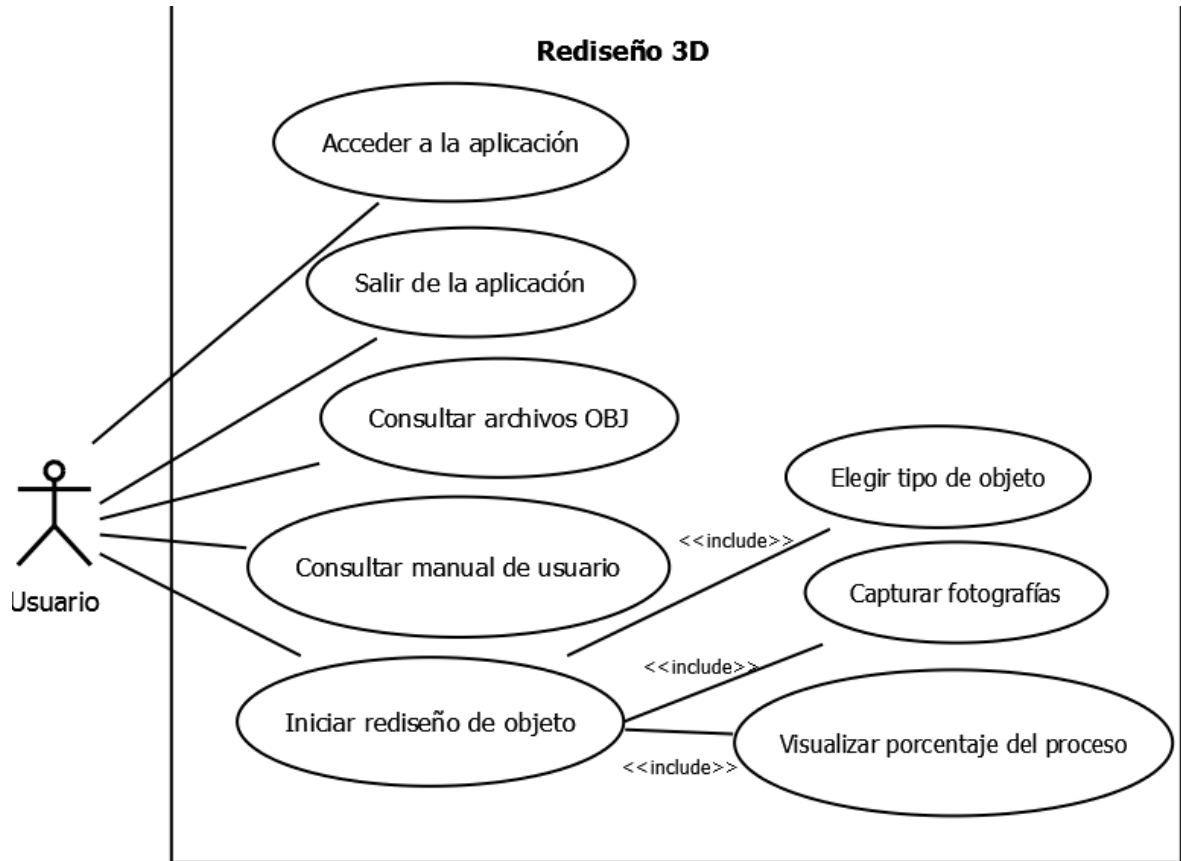 Rediseño 3D
Acceder a la aplicación
Salir de la aplicación
Consultar archivos OBJ
Elegir tipo de objeto
<<include>>
Consultar manual de usuario
Capturar fotografías
Usuario
<<include>>
Iniciar rediseño de objeto
Visualizar porcentaje del proceso
<<include>>